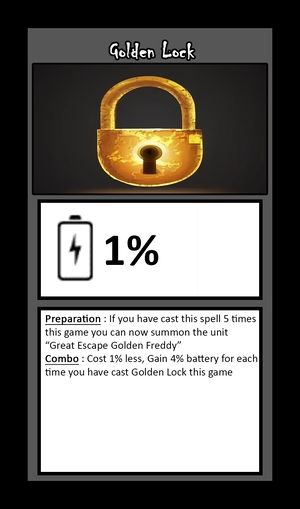 Golden Lock
1%
Preparation : If you have cast this spell 5 times
this game you can now summon the unit
“Great Escape Golden Freddy”
Combo : Cost 1% less, Gain 4% battery for each
time you have cast Golden Lock this game